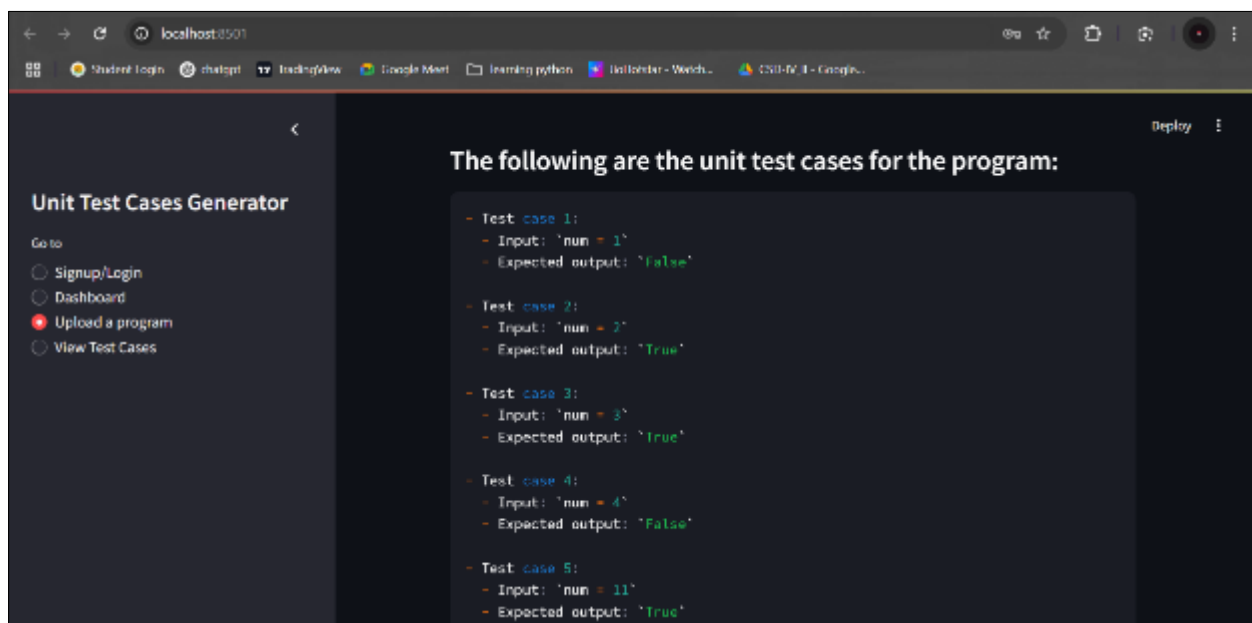 localhost:8501
Student Login chatgpt TradingView Google Meet learning python
Deploy
The following are the unit test cases for the program:
Unit Test Cases Generator
Go to
Signup/Login
Dashboard
Upload a program
View Test Cases
- Test case 1:
- Input: `num = 1`
- Expected output: `False`
- Test case 2:
- Input: `num = 2`
- Expected output: `True`
- Test case 3:
- Input: `num = 3`
- Expected output: `True`
- Test case 4:
- Input: `num = 4`
- Expected output: `False`
- Test case 5:
- Input: `num = 11`
- Expected output: `True`